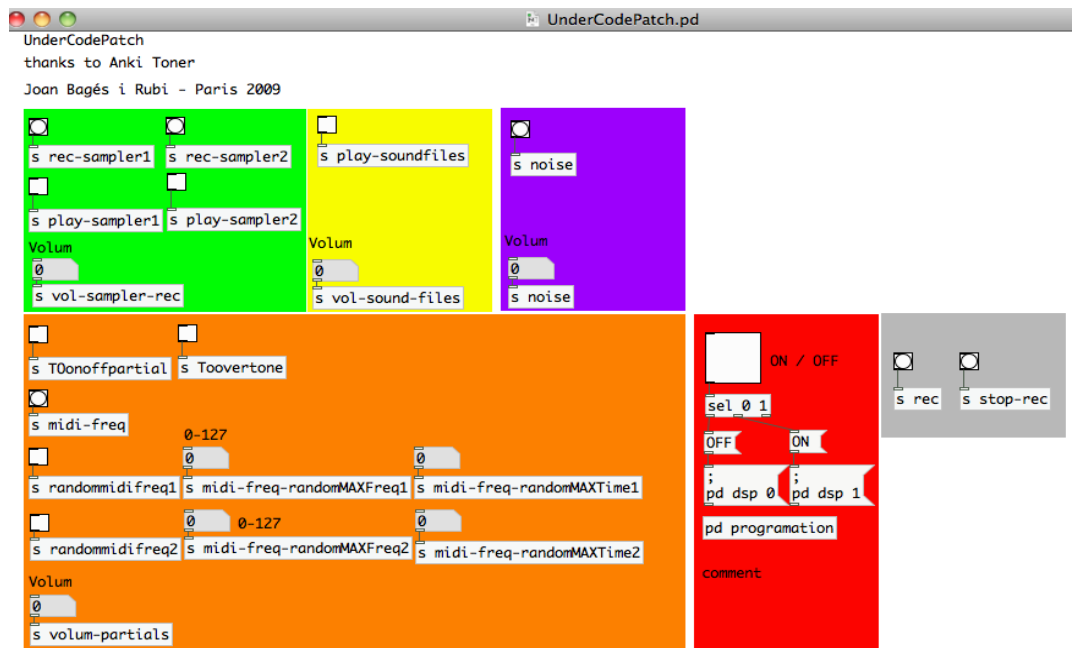 UnderCodePatch.pd
UnderCodePatch
thanks to Anki Toner
Joan Bagés i Rubi - Paris 2009
s rec-sampler1
s rec-sampler2
s play-sampler1
s play-sampler2
Volum
0
s vol-sampler-rec
s play-soundfiles
Volum
0
s vol-sound-files
s noise
Volum
0
s noise
s TOonoffpartial
s Toovertone
s midi-freq
0-127
0
0
s randommidifreq1
s midi-freq-randomMAXFreq1
s midi-freq-randomMAXTime1
0
0-127
0
s randommidifreq2
s midi-freq-randomMAXFreq2
s midi-freq-randomMAXTime2
Volum
0
s volum-partials
ON / OFF
sel 0 1
OFF
ON
;
pd dsp 0
;
pd dsp 1
pd programation
comment
s rec
s stop-rec